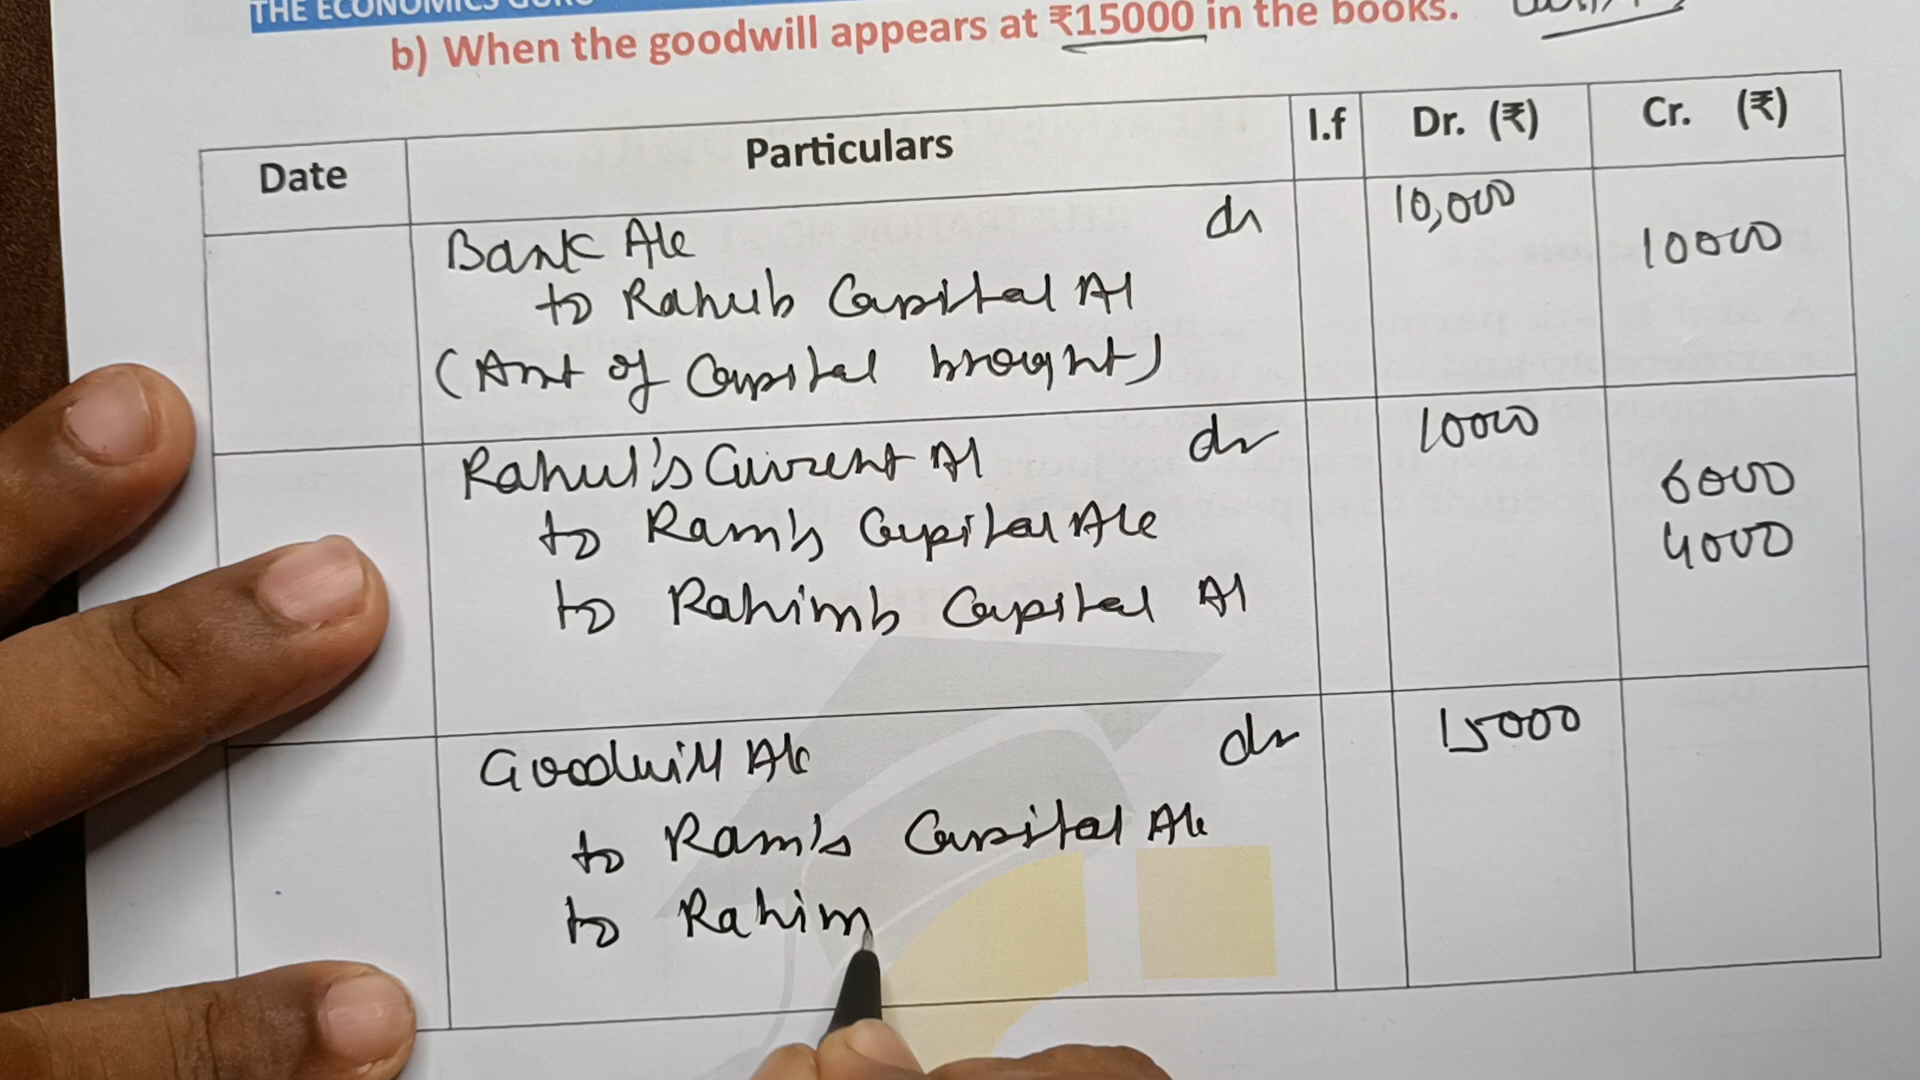 THE ECONOMICS GURU
b) When the goodwill appears at ₹15000 in the books.
Date Particulars l.f Dr. (₹) Cr. (₹)
Bank A/c dr 10,000
to Rahul's Capital A/ 10000
(Amt of Capital brought)
Rahul's Current A/ dr 10000
to Ram's Capital A/c 6000
to Rahim's Capital A/ 4000
Goodwill A/c dr 15000
to Ram's Capital A/c
to Rahim